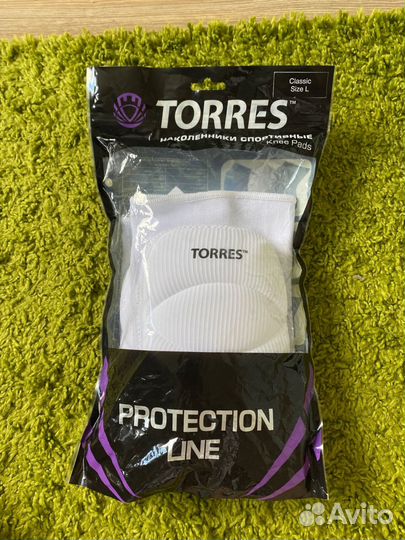 Classic
Size L
TORRES™
НАКОЛЕННИКИ СПОРТИВНЫЕ
Knee Pads
TORRES™
PROTECTION
LINE
Avito